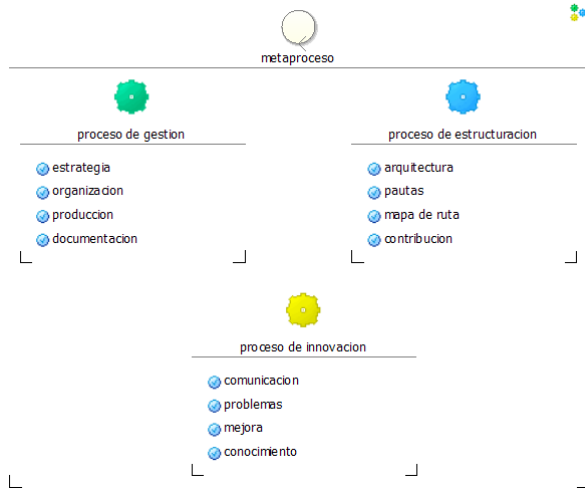 metaproceso
proceso de gestion
estrategia
organizacion
produccion
documentacion
proceso de estructuracion
arquitectura
pautas
mapa de ruta
contribucion
proceso de innovacion
comunicacion
problemas
mejora
conocimiento